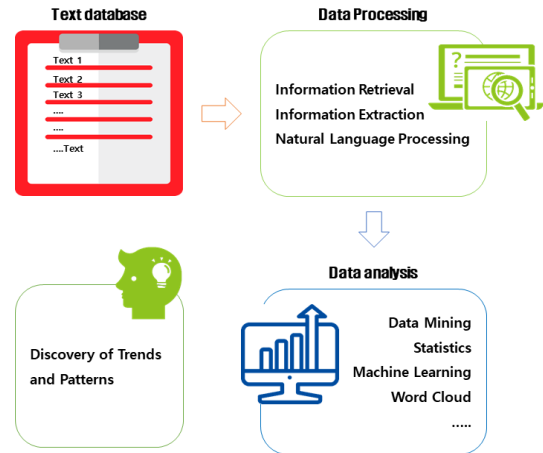 Text database
Text 1
Text 2
Text 3
....
....
....Text
Data Processing
Information Retrieval
Information Extraction
Natural Language Processing
?
Data analysis
Data Mining
Statistics
Machine Learning
Word Cloud
.....
Discovery of Trends
and Patterns